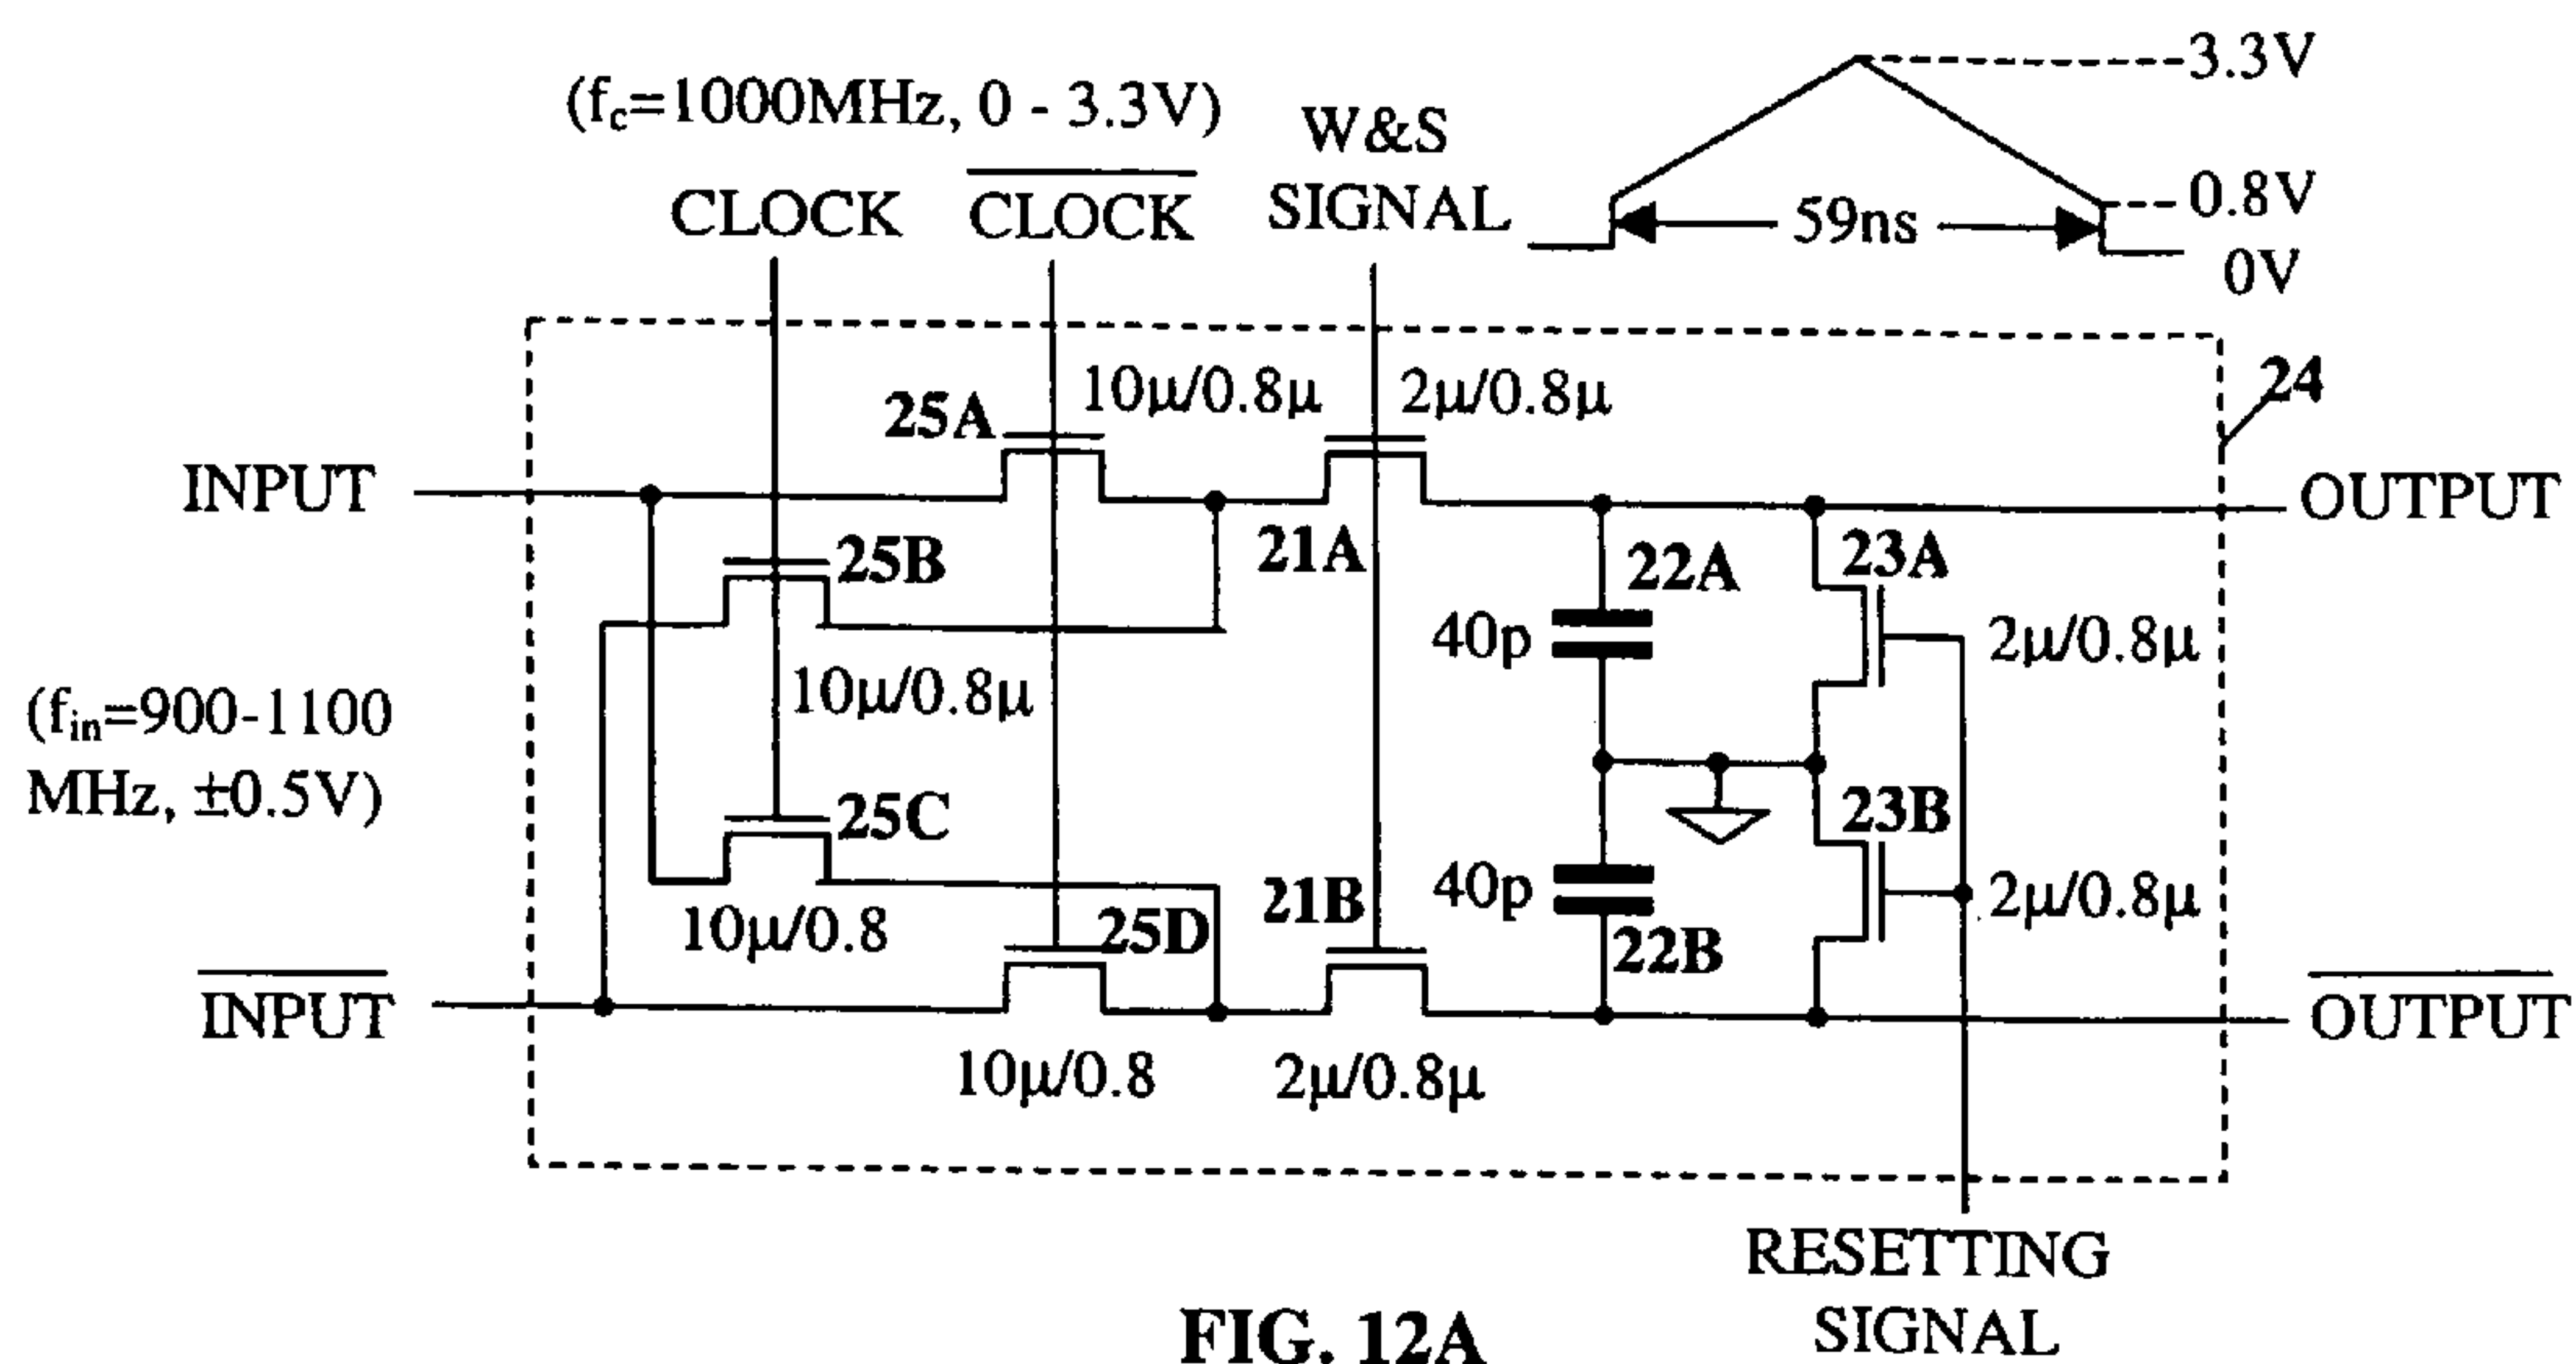 (fc=1000MHz, 0 - 3.3V)
3.3V
W&S
SIGNAL
CLOCK
CLOCK
0.8V
59ns
0V
10µ/0.8µ
2µ/0.8µ
24
25A
INPUT
OUTPUT
25B
21A
22A
23A
40p
2µ/0.8µ
10µ/0.8µ
(fin=900-1100
MHz, ±0.5V)
25C
23B
21B
40p
2µ/0.8µ
10µ/0.8
25D
22B
INPUT
OUTPUT
10µ/0.8
2µ/0.8µ
RESETTING
SIGNAL
FIG. 12A